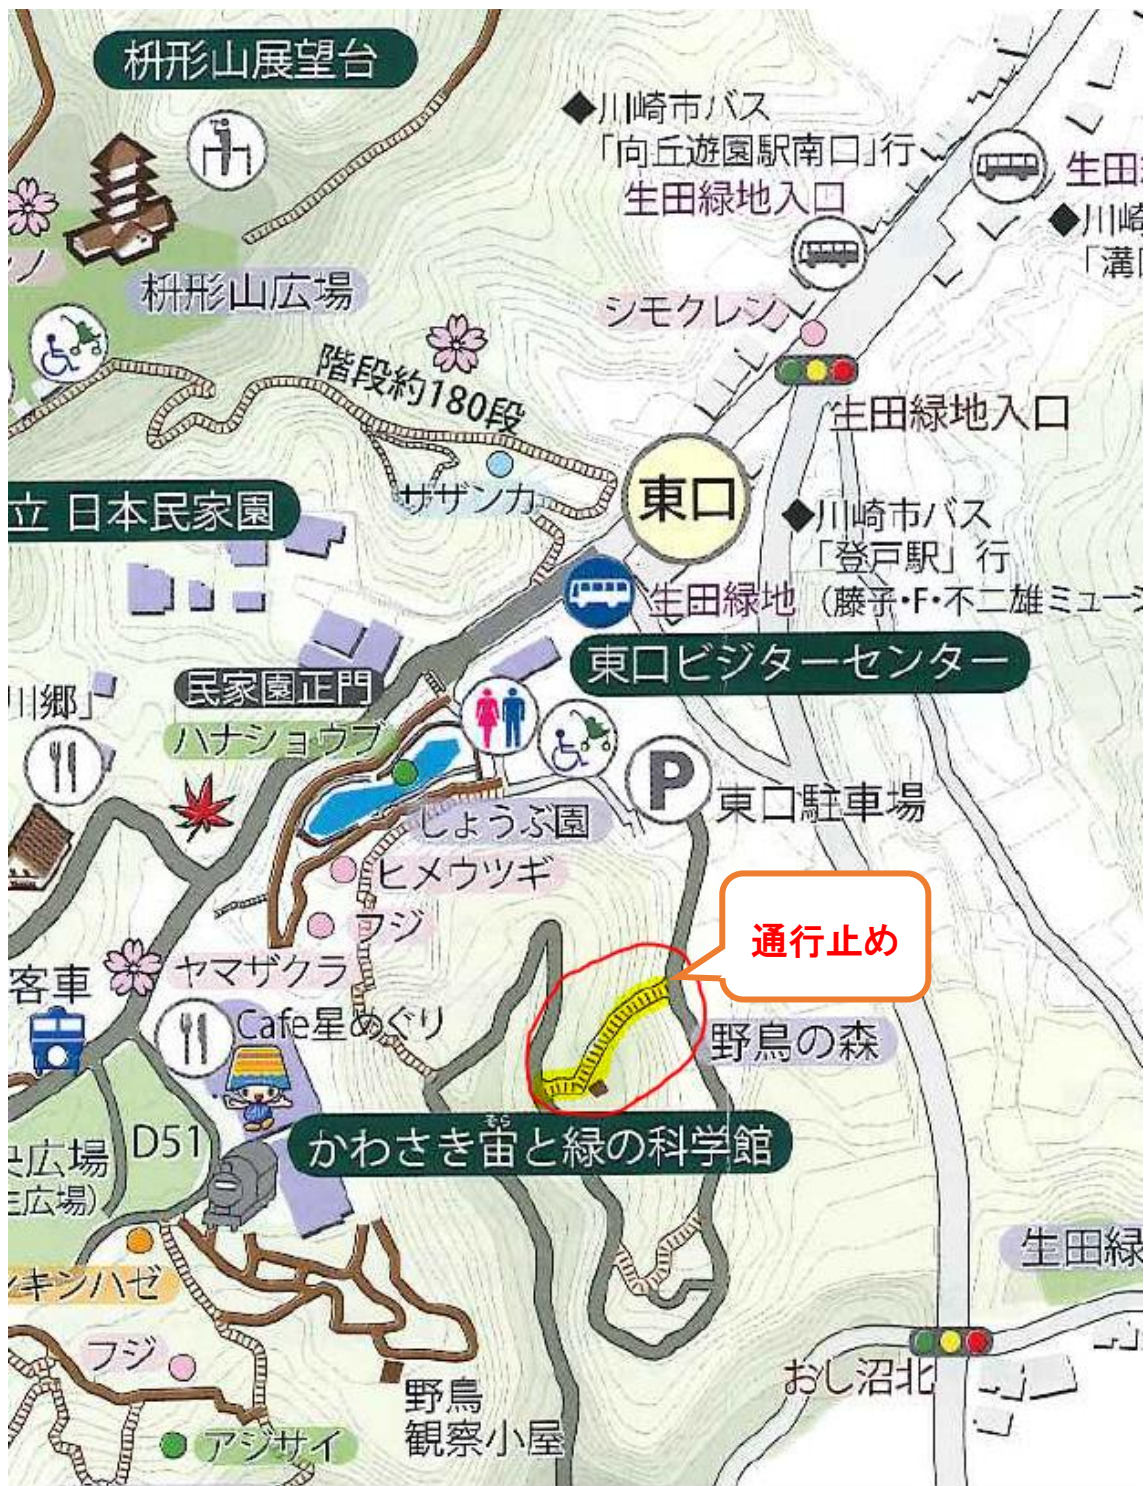 枡形山展望台
◆川崎市バス
「向丘遊園駅南口」行
生田緑地入口
生田
◆川崎
「溝
枡形山広場
シモクレン
階段約180段
生田緑地入口
東口
サザンカ
立 日本民家園
◆川崎市バス
「登戸駅」行
生田緑地 (藤子・F・不二雄ミュージ
東口ビジターセンター
民家園正門
川郷」
ハナショウブ
P
東口駐車場
しょうぶ園
ヒメウツギ
フジ
通行止め
ヤマザクラ
客車
Cafe星めぐり
野鳥の森
そら
かわさき宙と緑の科学館
D51
央広場
生広場)
生田緑
キンハゼ
フジ
おし沼北
野鳥
観察小屋
アジサイ